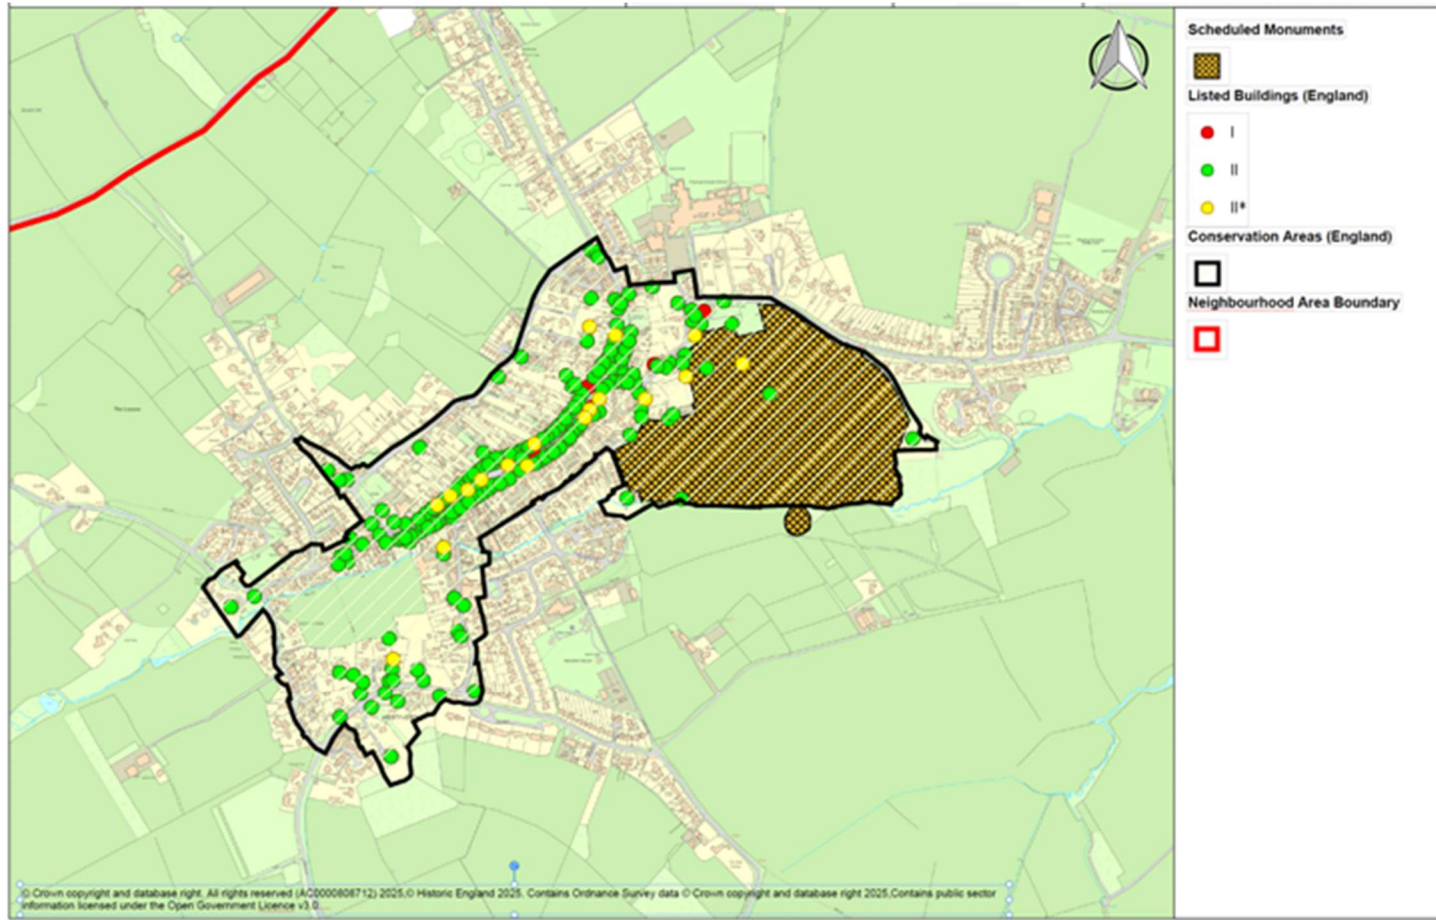 Scheduled Monuments
Listed Buildings (England)
I
II
II*
Conservation Areas (England)
Neighbourhood Area Boundary
© Crown copyright and database right. All rights reserved (AC0000808712) 2025,© Historic England 2025. Contains Ordnance Survey data © Crown copyright and database right 2025,Contains public sector
information licensed under the Open Government Licence v3.0